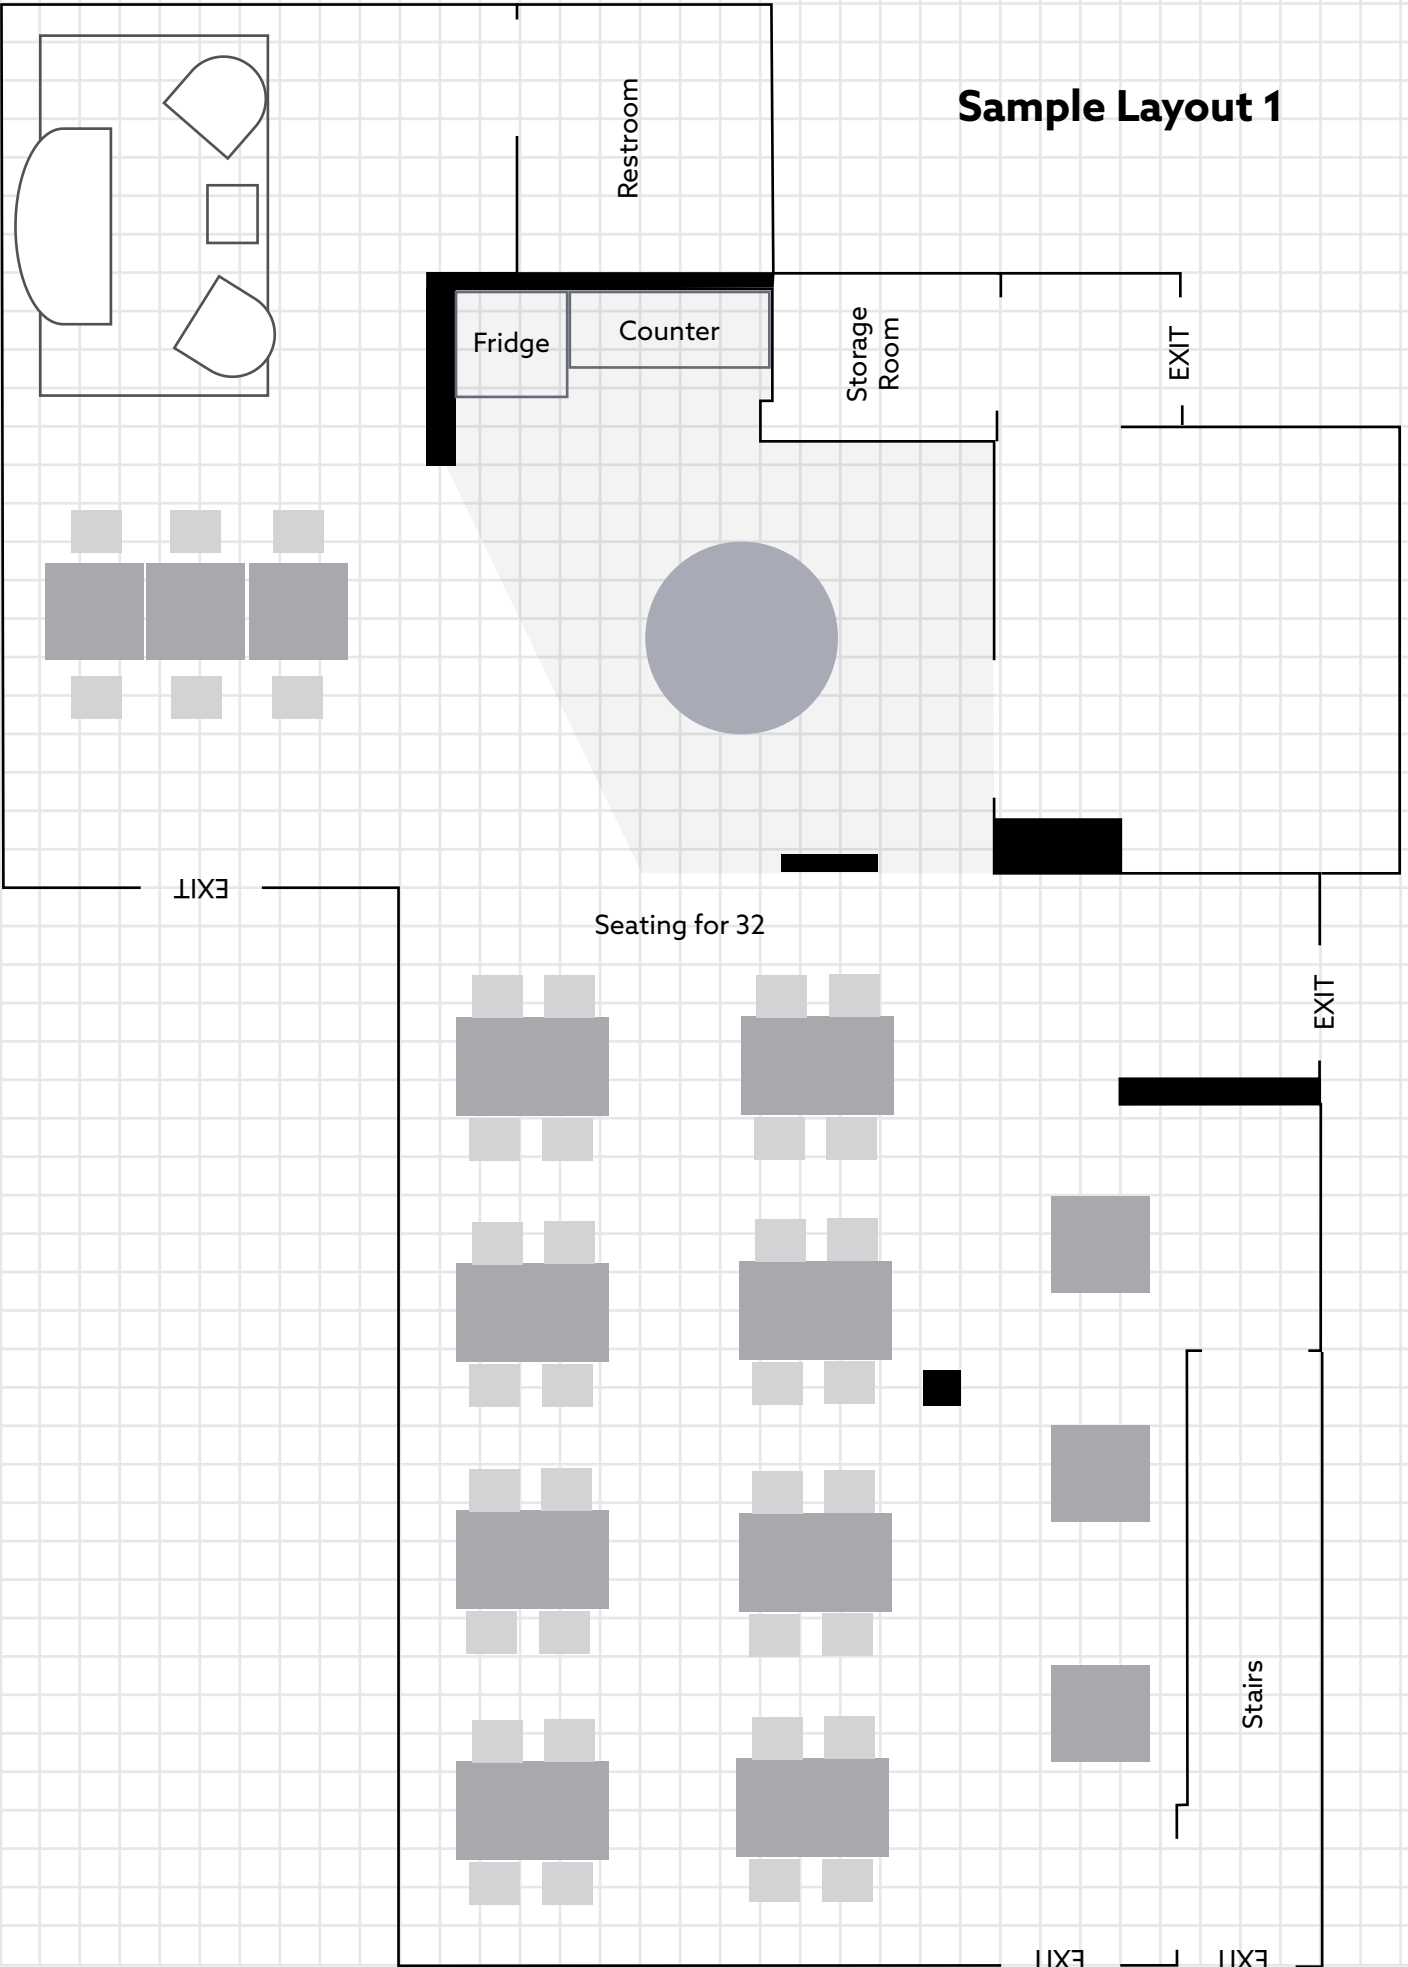 Sample Layout 1
Restroom
Fridge
Counter
Storage
Room
EXIT
EXIT
Seating for 32
EXIT
Stairs
EXIT
EXIT